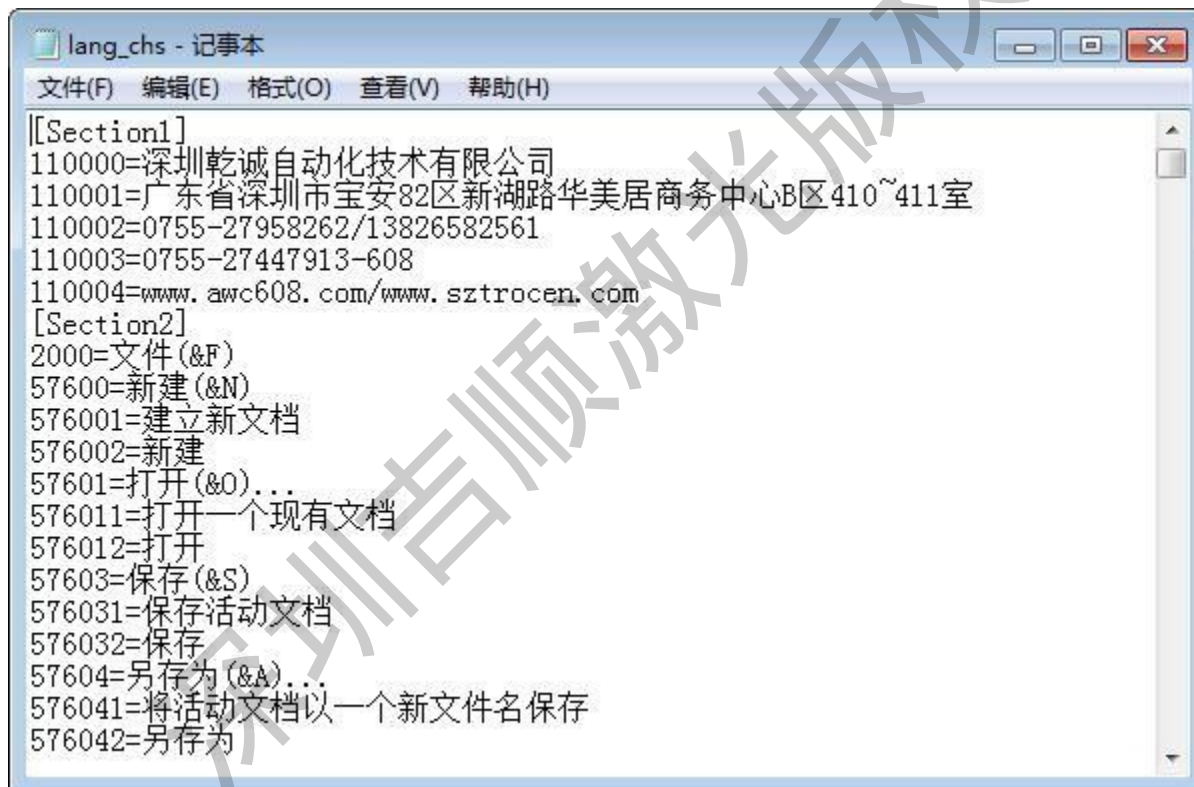 lang_chs - 记事本
文件(F) 编辑(E) 格式(O) 查看(V) 帮助(H)
[Section1]
110000=深圳乾诚自动化技术有限公司
110001=广东省深圳市宝安82区新湖路华美居商务中心B区410~411室
110002=0755-27958262/13826582561
110003=0755-27447913-608
110004=www.awc608.com/www.sztrocen.com
[Section2]
2000=文件(&F)
57600=新建(&N)
576001=建立新文档
576002=新建
57601=打开(&O)...
576011=打开一个现有文档
576012=打开
57603=保存(&S)
576031=保存活动文档
576032=保存
57604=另存为(&A)...
576041=将活动文档以一个新文件名保存
576042=另存为
深圳吉顺激光版权